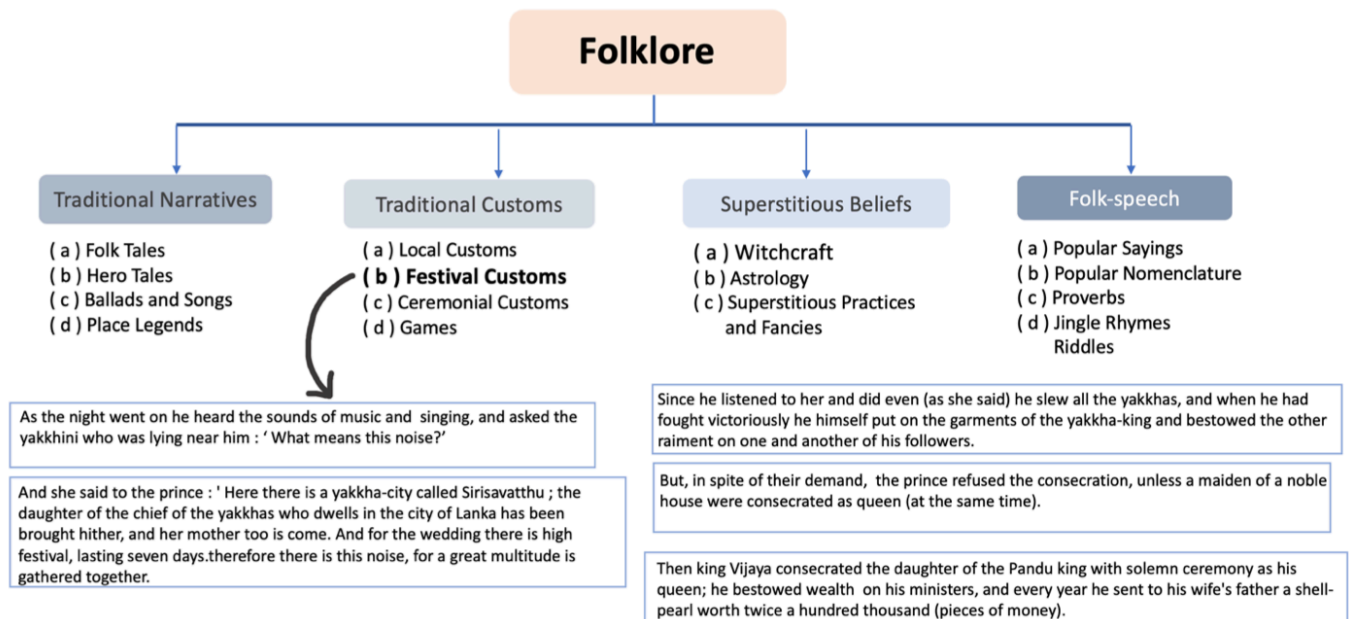 Folklore
Traditional Narratives
( a ) Folk Tales
( b ) Hero Tales
( c ) Ballads and Songs
( d ) Place Legends
Traditional Customs
( a ) Local Customs
( b ) Festival Customs
( c ) Ceremonial Customs
( d ) Games
Superstitious Beliefs
( a ) Witchcraft
( b ) Astrology
( c ) Superstitious Practices
and Fancies
Folk-speech
( a ) Popular Sayings
( b ) Popular Nomenclature
( c ) Proverbs
( d ) Jingle Rhymes
Riddles
As the night went on he heard the sounds of music and singing, and asked the
yakkhini who was lying near him : ‘ What means this noise?’
And she said to the prince : ' Here there is a yakkha-city called Sirisavatthu ; the
daughter of the chief of the yakkhas who dwells in the city of Lanka has been
brought hither, and her mother too is come. And for the wedding there is high
festival, lasting seven days.therefore there is this noise, for a great multitude is
gathered together.
Since he listened to her and did even (as she said) he slew all the yakkhas, and when he had
fought victoriously he himself put on the garments of the yakkha-king and bestowed the other
raiment on one and another of his followers.
But, in spite of their demand, the prince refused the consecration, unless a maiden of a noble
house were consecrated as queen (at the same time).
Then king Vijaya consecrated the daughter of the Pandu king with solemn ceremony as his
queen; he bestowed wealth on his ministers, and every year he sent to his wife's father a shell-
pearl worth twice a hundred thousand (pieces of money).